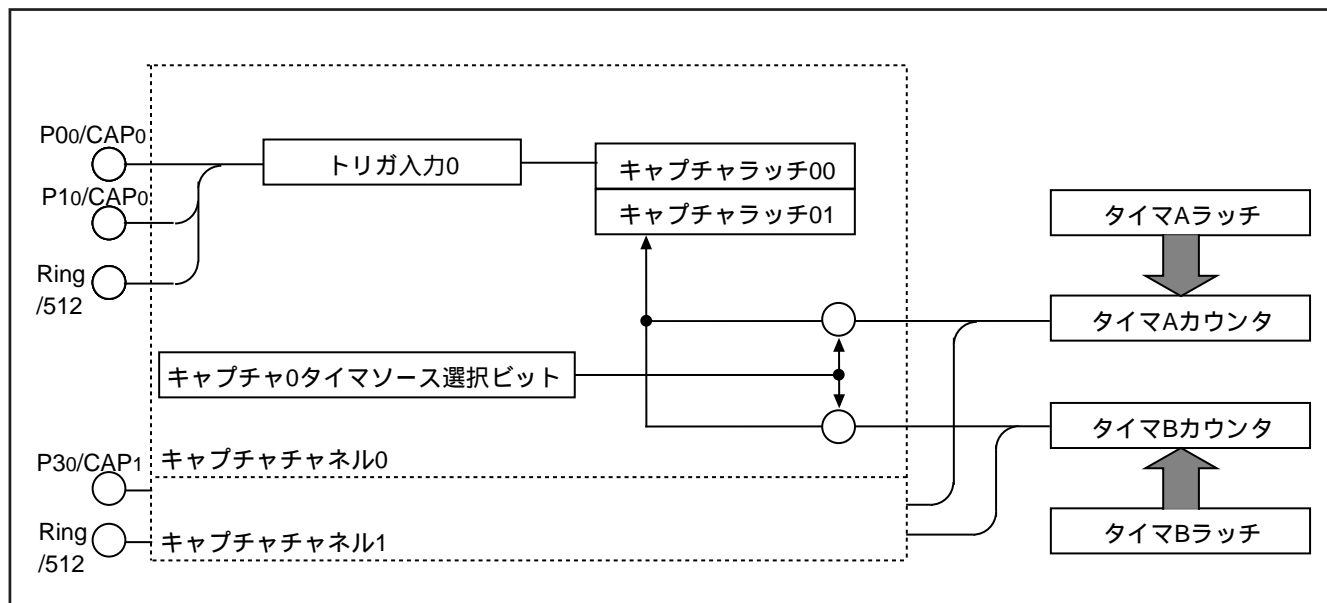 P00/CAP0
トリガ入力0
キャプチャラッチ00
キャプチャラッチ01
P10/CAP0
Ring
/512
タイマAラッチ
タイマAカウンタ
キャプチャ0タイマソース選択ビット
タイマBカウンタ
キャプチャチャネル0
P30/CAP1
Ring
/512
キャプチャチャネル1
タイマBラッチ